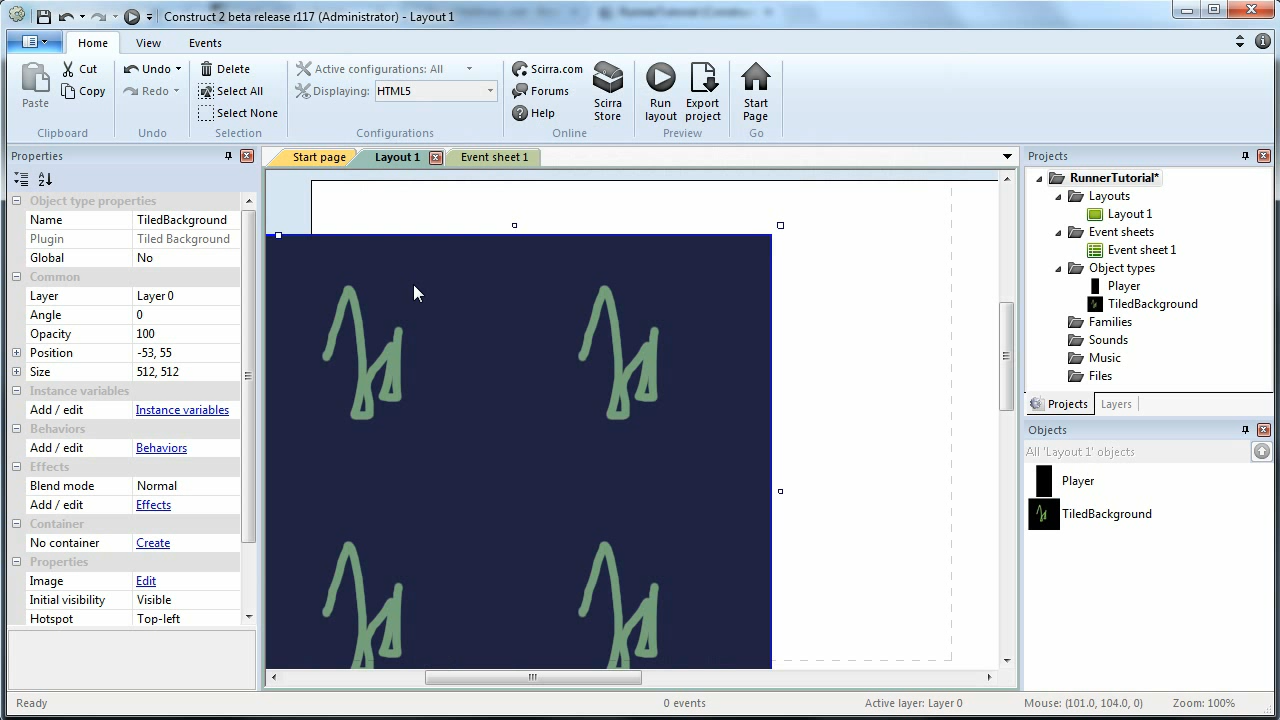 Construct 2 beta release r117 (Administrator) - Layout 1
Home
View
Events
Paste
Cut
Copy
Clipboard
Undo
Redo
Undo
Delete
Select All
Select None
Selection
Active configurations: All
Displaying:
HTML5
Configurations
Scirra.com
Forums
Help
Scirra Store
Online
Run layout
Export project
Preview
Start Page
Go
Properties
Start page
Layout 1
Event sheet 1
Object type properties
Name TiledBackground
Plugin Tiled Background
Global No
Common
Layer Layer 0
Angle 0
Opacity 100
Position -53, 55
Size 512, 512
Instance variables
Add / edit Instance variables
Behaviors
Add / edit Behaviors
Effects
Blend mode Normal
Add / edit Effects
Container
No container Create
Properties
Image Edit
Initial visibility Visible
Hotspot Top-left
Projects
RunnerTutorial*
Layouts
Layout 1
Event sheets
Event sheet 1
Object types
Player
TiledBackground
Families
Sounds
Music
Files
Projects
Layers
Objects
All 'Layout 1' objects
Player
TiledBackground
Ready
0 events
Active layer: Layer 0
Mouse: (101.0, 104.0, 0)
Zoom: 100%